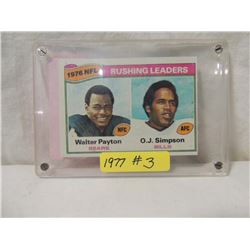 1976 NFL RUSHING LEADERS
NFC
AFC
Walter Payton O.J. Simpson
BEARS BILLS
1977 #3